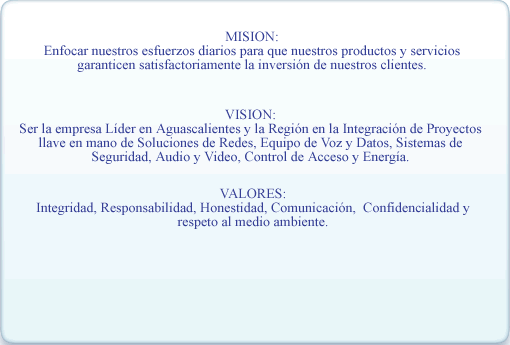 MISION:
Enfocar nuestros esfuerzos diarios para que nuestros productos y servicios
garanticen satisfactoriamente la inversión de nuestros clientes.
VISION:
Ser la empresa Líder en Aguascalientes y la Región en la Integración de Proyectos
llave en mano de Soluciones de Redes, Equipo de Voz y Datos, Sistemas de
Seguridad, Audio y Video, Control de Acceso y Energía.
VALORES:
Integridad, Responsabilidad, Honestidad, Comunicación,  Confidencialidad y
respeto al medio ambiente.